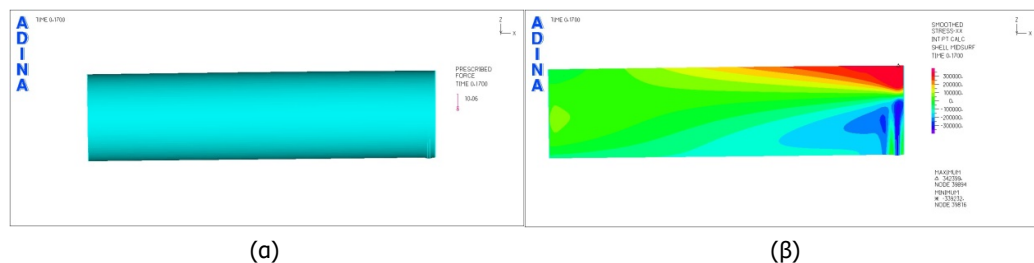 ADINA
TIME 0.1700
Z
X
PRESCRIBED
FORCE
TIME 0.1700
10.06
ADINA
TIME 0.1700
Z
X
SMOOTHED
STRESS-XX
INT PT CALC
SHELL MIDSURF
TIME 0.1700
300000.
200000.
100000.
0.
-100000.
-200000.
-300000.
MAXIMUM
NODE 39894
MINIMUM
NODE 39816
(α)
(β)